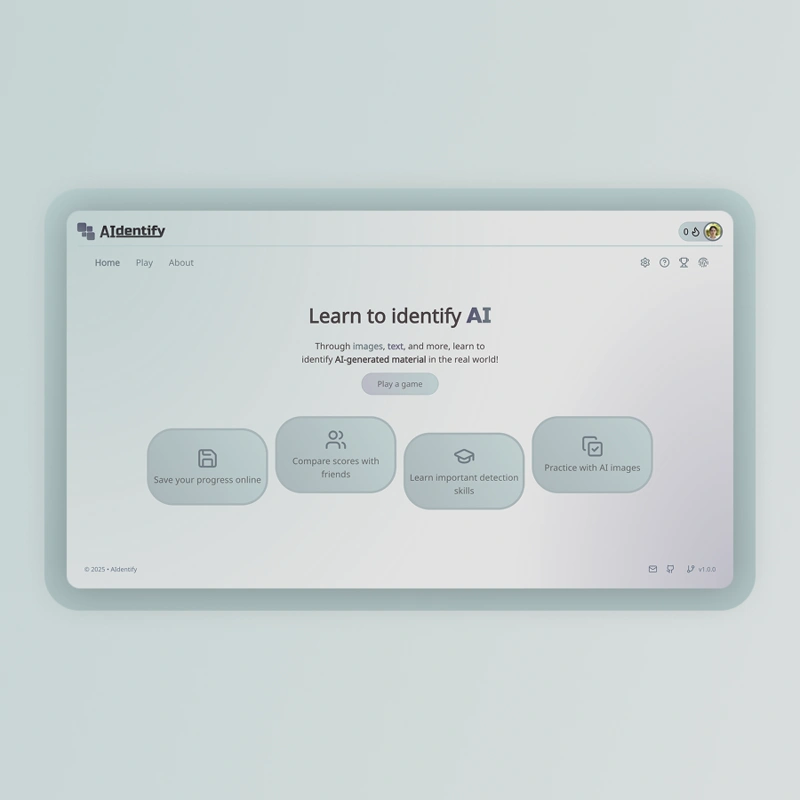 AIdentify
0
Home Play About
Learn to identify AI
Through images, text, and more, learn to
identify AI-generated material in the real world!
Play a game
Save your progress online
Compare scores with
friends
Learn important detection
skills
Practice with AI images
© 2025 • AIdentify
v1.0.0